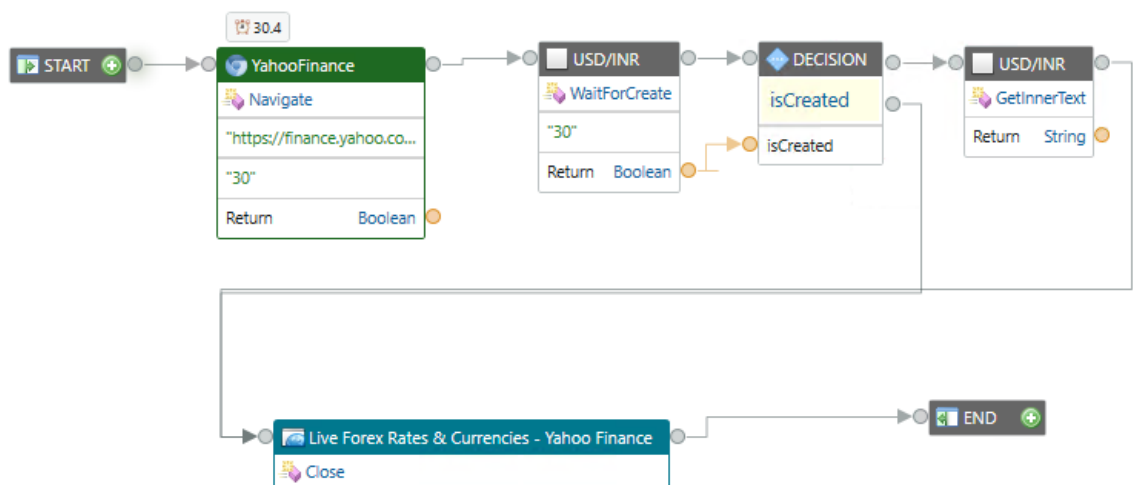 30.4
START
YahooFinance
Navigate
"https://finance.yahoo.co...
"30"
Return Boolean
USD/INR
WaitForCreate
"30"
Return Boolean
DECISION
isCreated
isCreated
USD/INR
GetInnerText
Return String
Live Forex Rates & Currencies - Yahoo Finance
Close
END